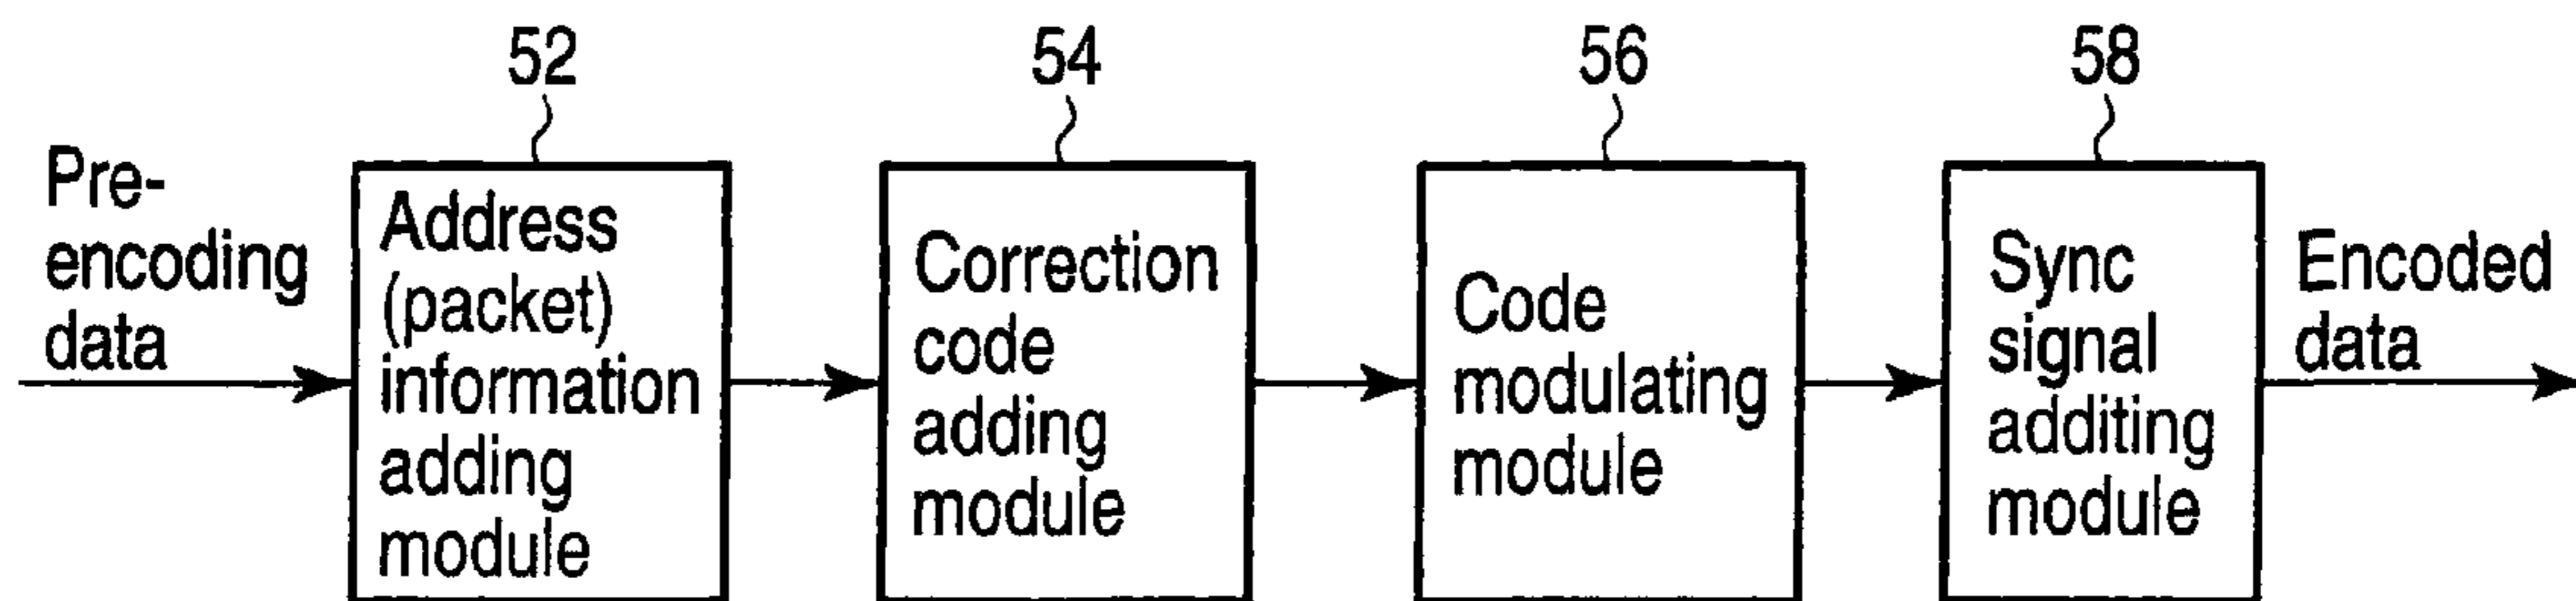 52
54
56
58
Pre-
encoding
data
Address
(packet)
information
adding
module
Correction
code
adding
module
Code
modulating
module
Sync
signal
additing
module
Encoded
data